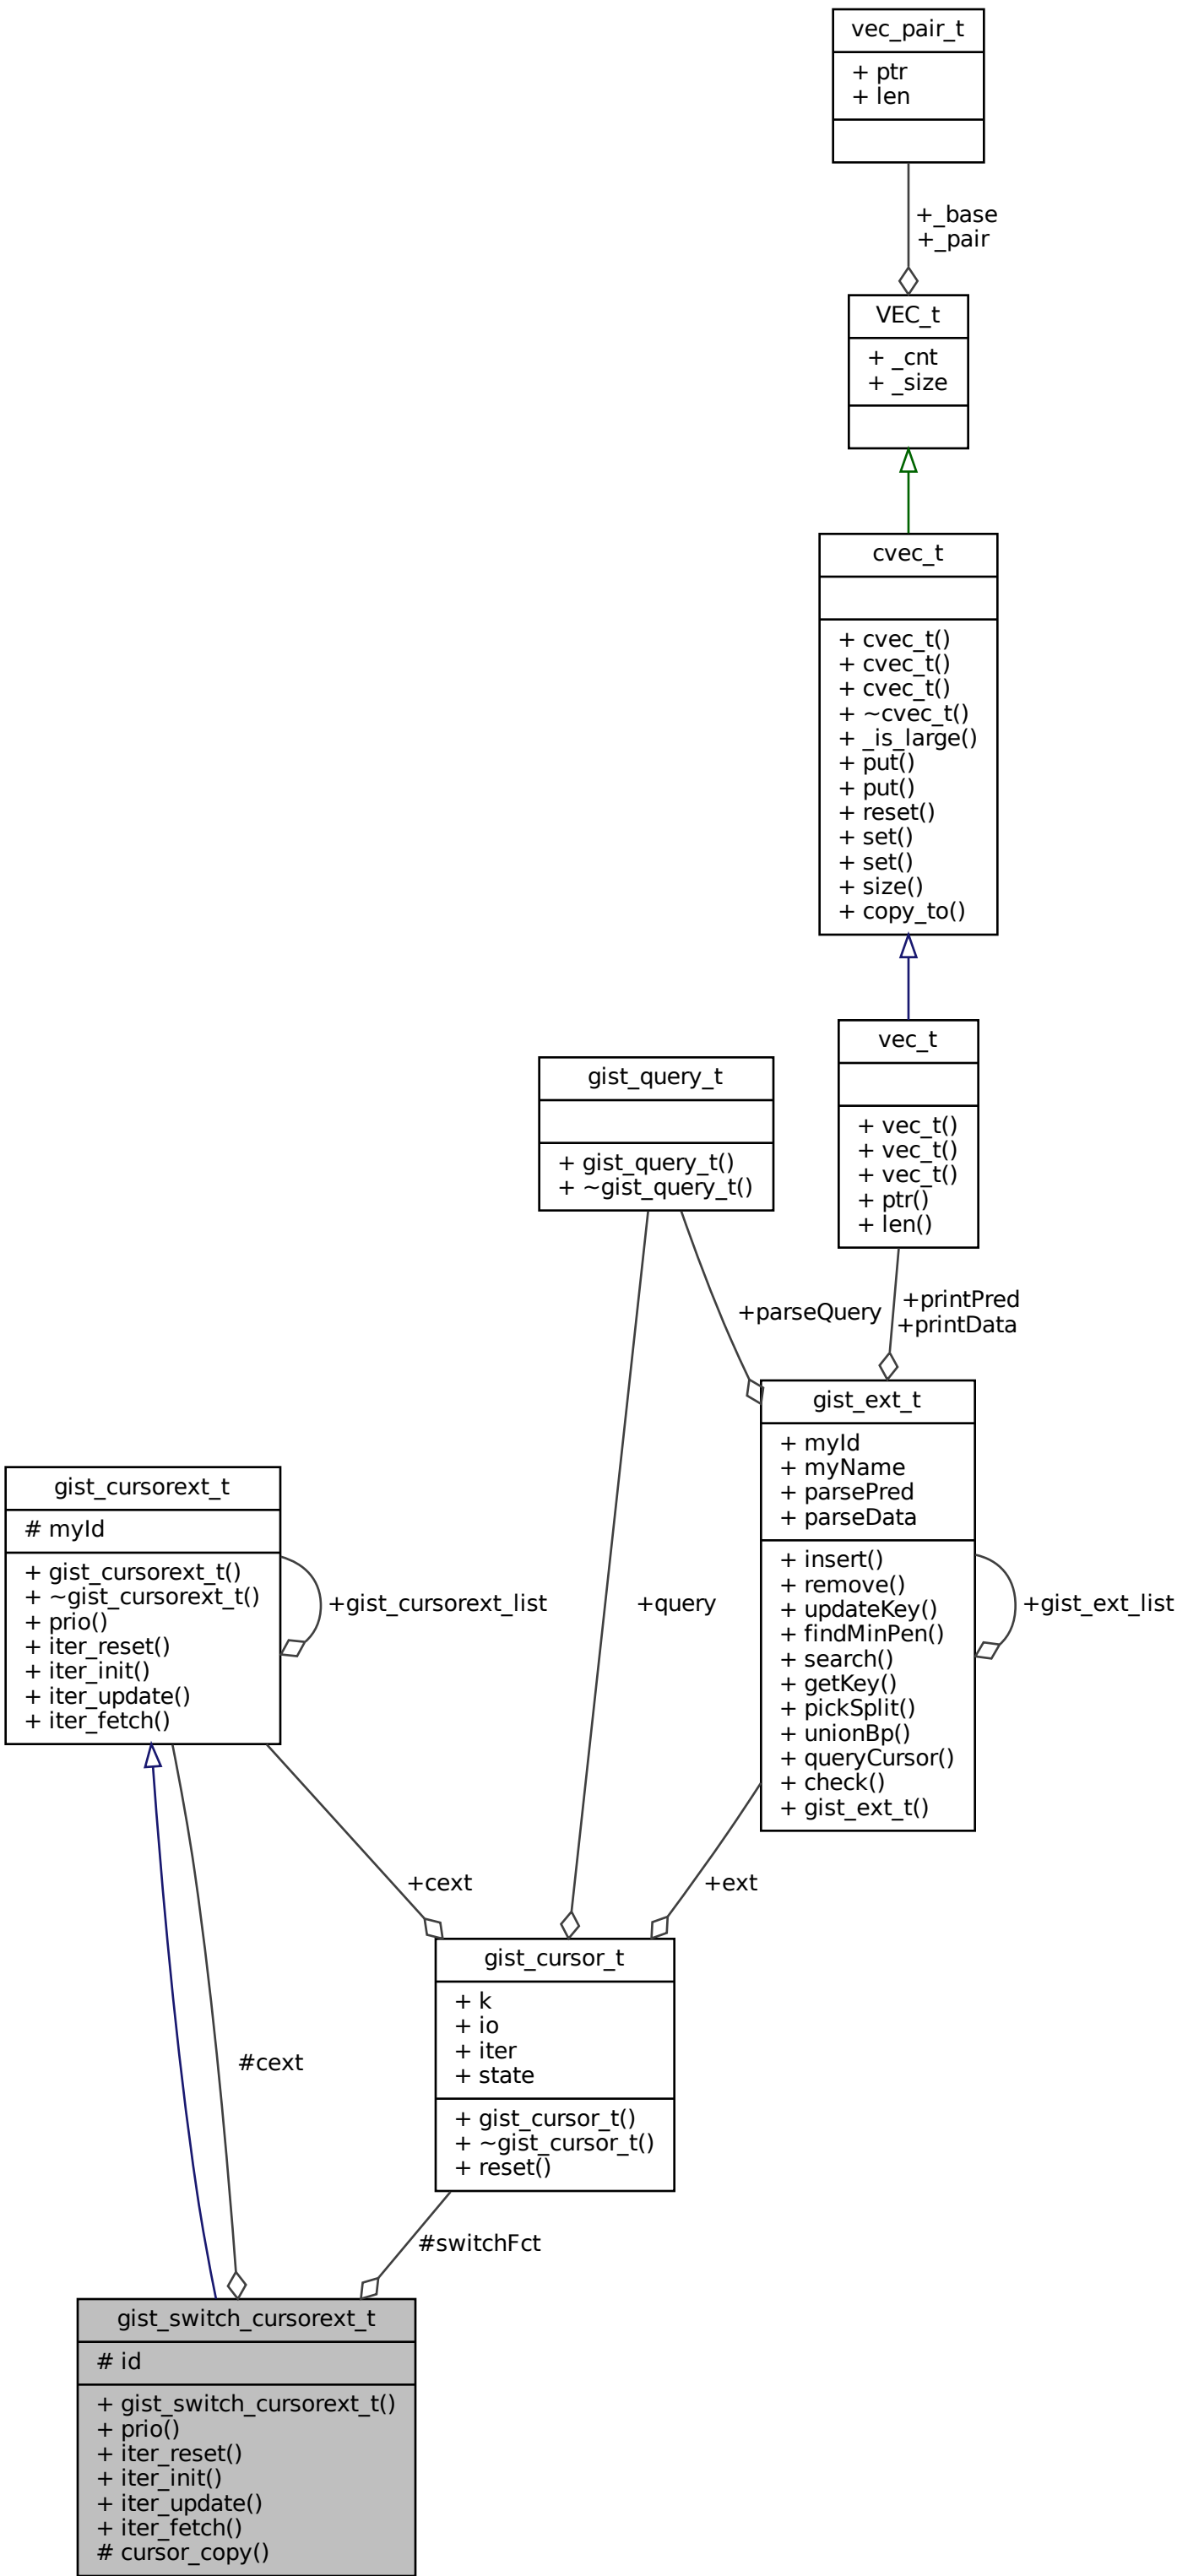 vec_pair_t
+ ptr
+ len
+_base
+_pair
VEC_t
+ _cnt
+ _size
cvec_t
+ cvec_t()
+ cvec_t()
+ cvec_t()
+ ~cvec_t()
+ _is_large()
+ put()
+ put()
+ reset()
+ set()
+ set()
+ size()
+ copy_to()
vec_t
+ vec_t()
+ vec_t()
+ vec_t()
+ ptr()
+ len()
gist_query_t
+ gist_query_t()
+ ~gist_query_t()
+parseQuery
+printPred
+printData
gist_ext_t
+ myId
+ myName
+ parsePred
+ parseData
+ insert()
+ remove()
+ updateKey()
+ findMinPen()
+ search()
+ getKey()
+ pickSplit()
+ unionBp()
+ queryCursor()
+ check()
+ gist_ext_t()
+gist_ext_list
gist_cursorext_t
# myId
+ gist_cursorext_t()
+ ~gist_cursorext_t()
+ prio()
+ iter_reset()
+ iter_init()
+ iter_update()
+ iter_fetch()
+gist_cursorext_list
+query
+cext
+ext
gist_cursor_t
+ k
+ io
+ iter
+ state
+ gist_cursor_t()
+ ~gist_cursor_t()
+ reset()
#cext
#switchFct
gist_switch_cursorext_t
# id
+ gist_switch_cursorext_t()
+ prio()
+ iter_reset()
+ iter_init()
+ iter_update()
+ iter_fetch()
# cursor_copy()